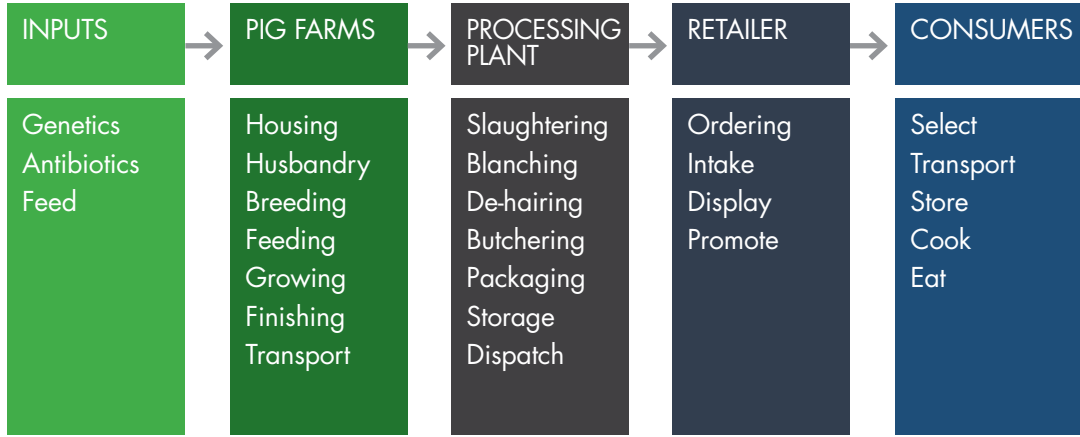 INPUTS
PIG FARMS
PROCESSING
PLANT
RETAILER
CONSUMERS
Genetics
Antibiotics
Feed
Housing
Husbandry
Breeding
Feeding
Growing
Finishing
Transport
Slaughtering
Blanching
De-hairing
Butchering
Packaging
Storage
Dispatch
Ordering
Intake
Display
Promote
Select
Transport
Store
Cook
Eat